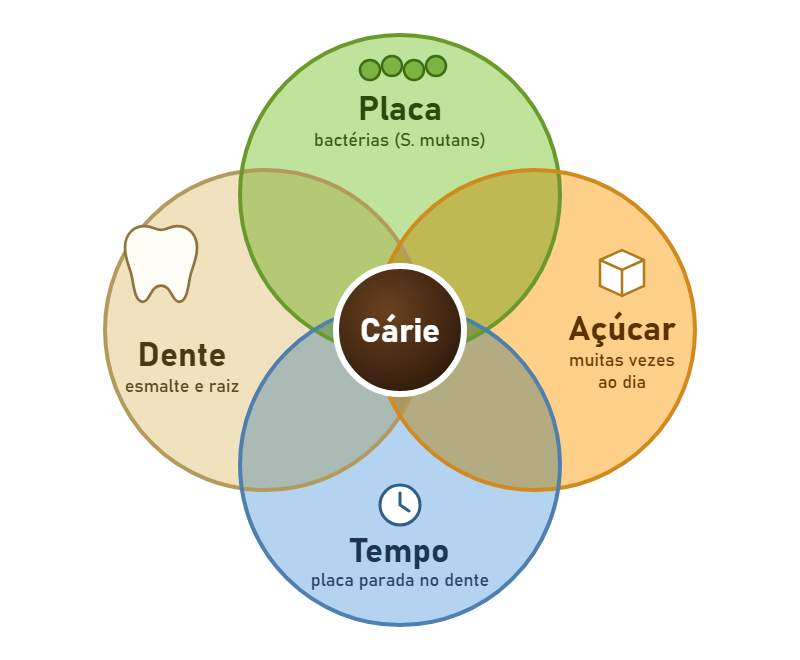 Placa
bactérias (S. mutans)
Dente
esmalte e raiz
Cárie
Açúcar
muitas vezes
ao dia
Tempo
placa parada no dente